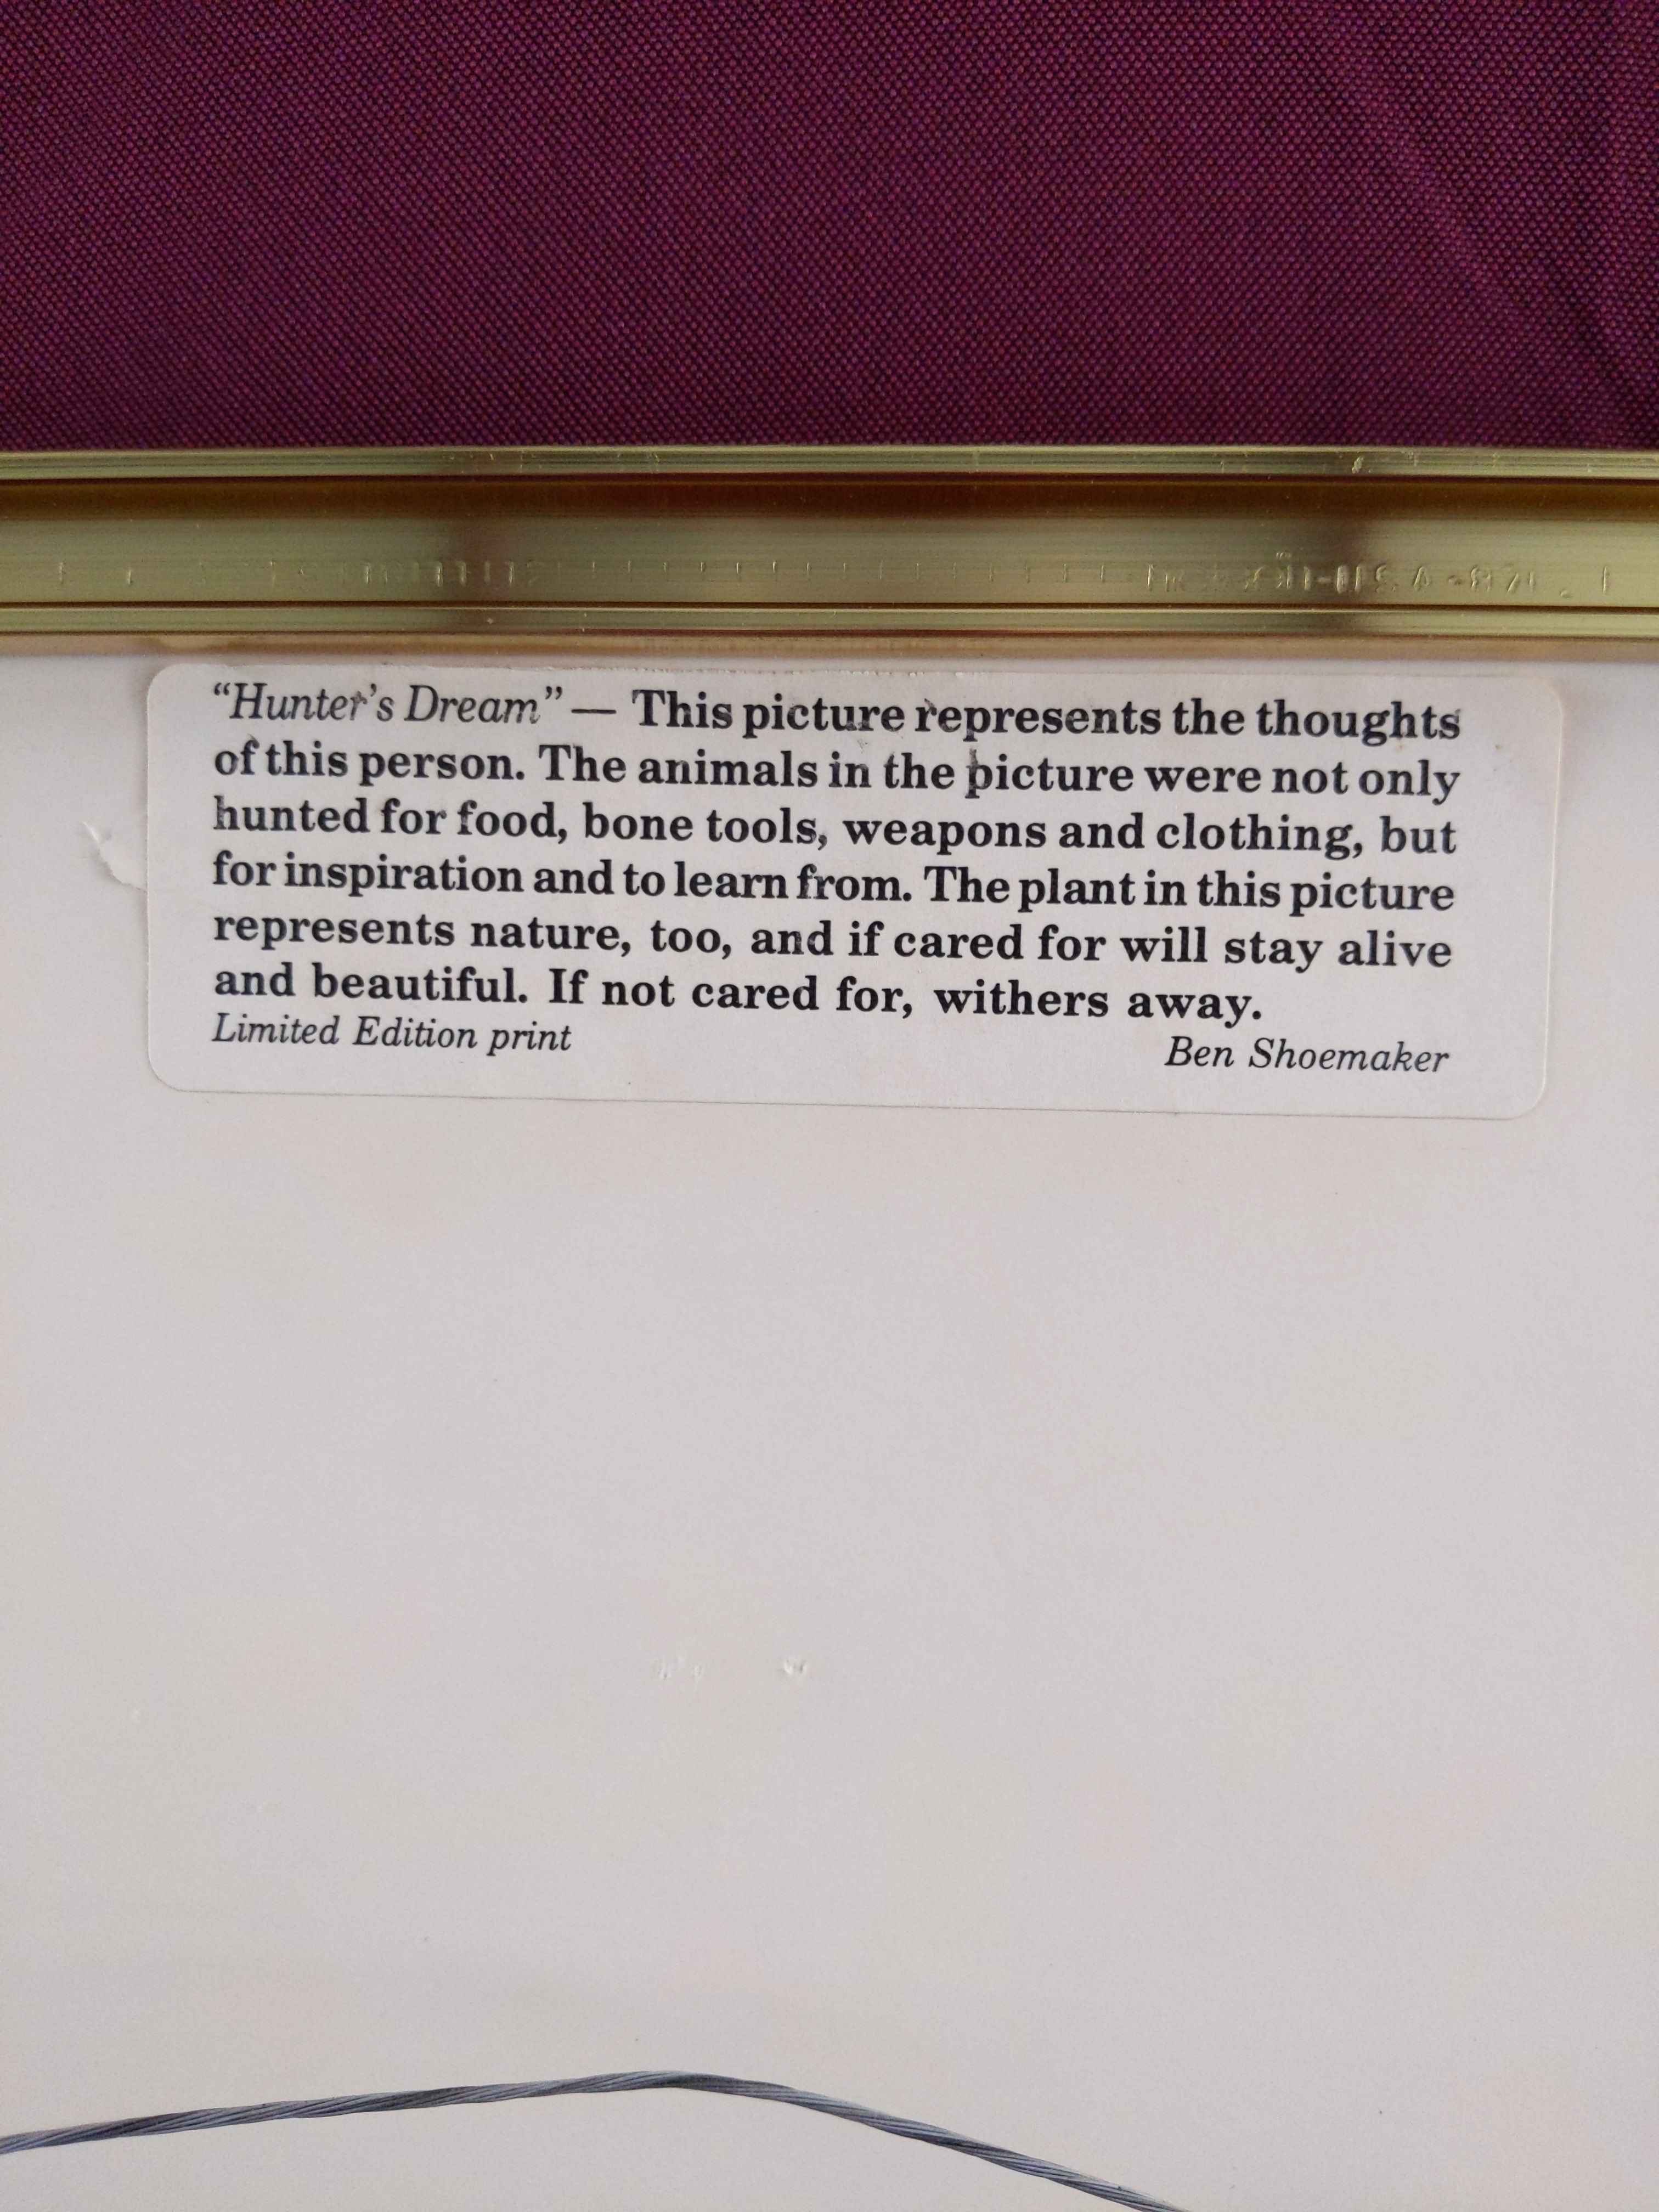 “Hunter’s Dream” — This picture represents the thoughts
of this person. The animals in the picture were not only
hunted for food, bone tools, weapons and clothing, but
for inspiration and to learn from. The plant in this picture
represents nature, too, and if cared for will stay alive
and beautiful. If not cared for, withers away.
Limited Edition print
Ben Shoemaker